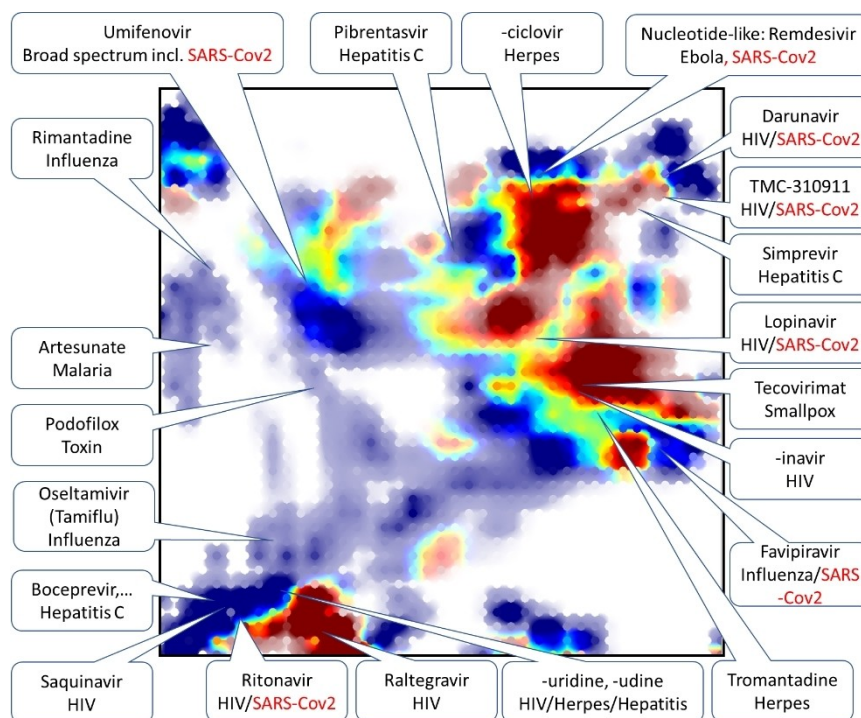 Umifenovir
Broad spectrum incl. SARS-Cov2
Pibrentasvir
Hepatitis C
-ciclovir
Herpes
Nucleotide-like: Remdesivir
Ebola, SARS-Cov2
Rimantadine
Influenza
Darunavir
HIV/SARS-Cov2
TMC-310911
HIV/SARS-Cov2
Simprevir
Hepatitis C
Artesunate
Malaria
Lopinavir
HIV/SARS-Cov2
Podofilox
Toxin
Tecovirimat
Smallpox
-inavir
HIV
Oseltamivir
(Tamiflu)
Influenza
Favipiravir
Influenza/SARS
-Cov2
Boceprevir,...
Hepatitis C
Saquinavir
HIV
Ritonavir
HIV/SARS-Cov2
Raltegravir
HIV
-uridine, -udine
HIV/Herpes/Hepatitis
Tromantadine
Herpes